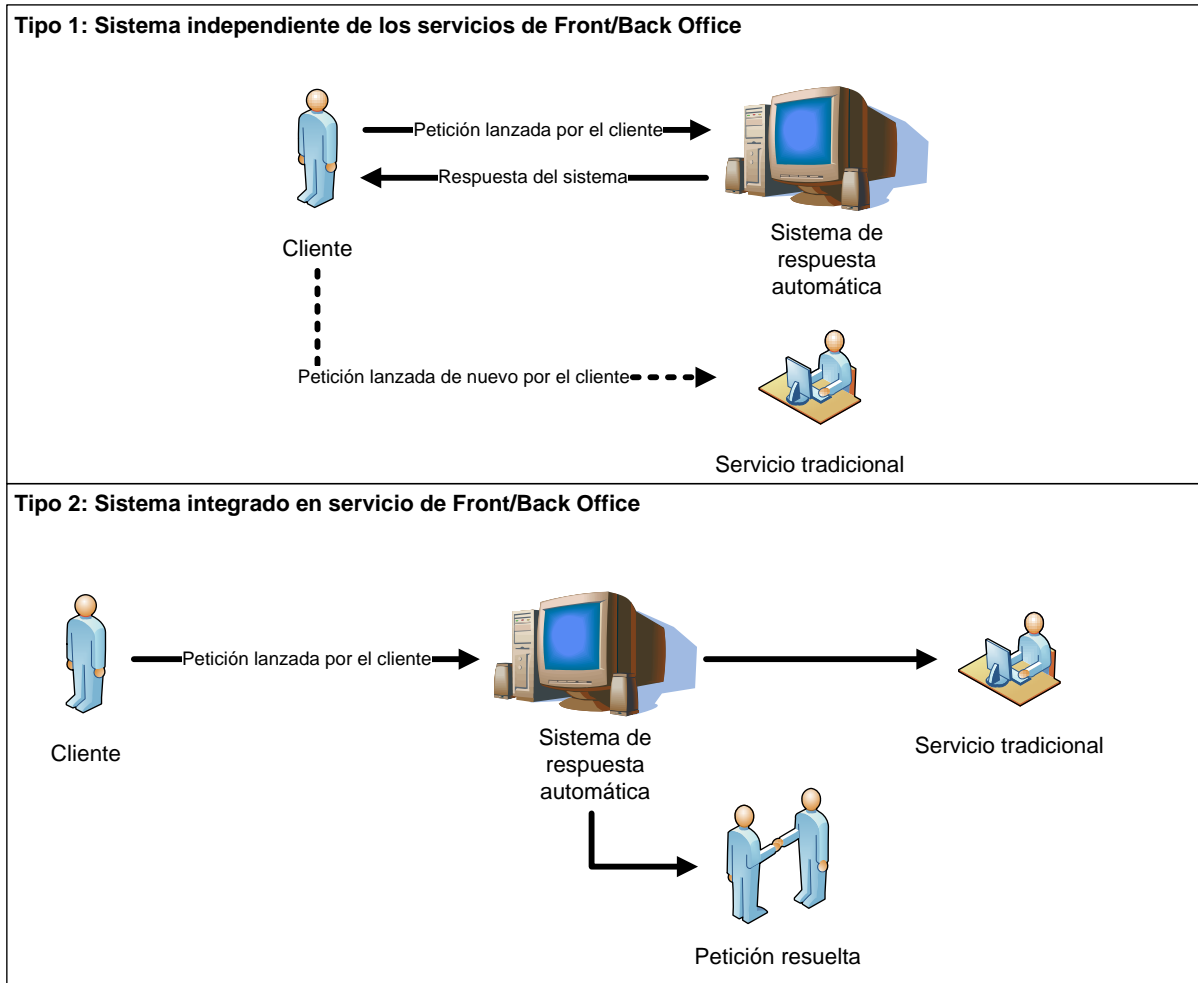 Tipo 1: Sistema independiente de los servicios de Front/Back Office
Petición lanzada por el cliente
Respuesta del sistema
Cliente
Sistema de
respuesta
automática
Petición lanzada de nuevo por el cliente
Servicio tradicional
Tipo 2: Sistema integrado en servicio de Front/Back Office
Petición lanzada por el cliente
Cliente
Sistema de
respuesta
automática
Servicio tradicional
Petición resuelta